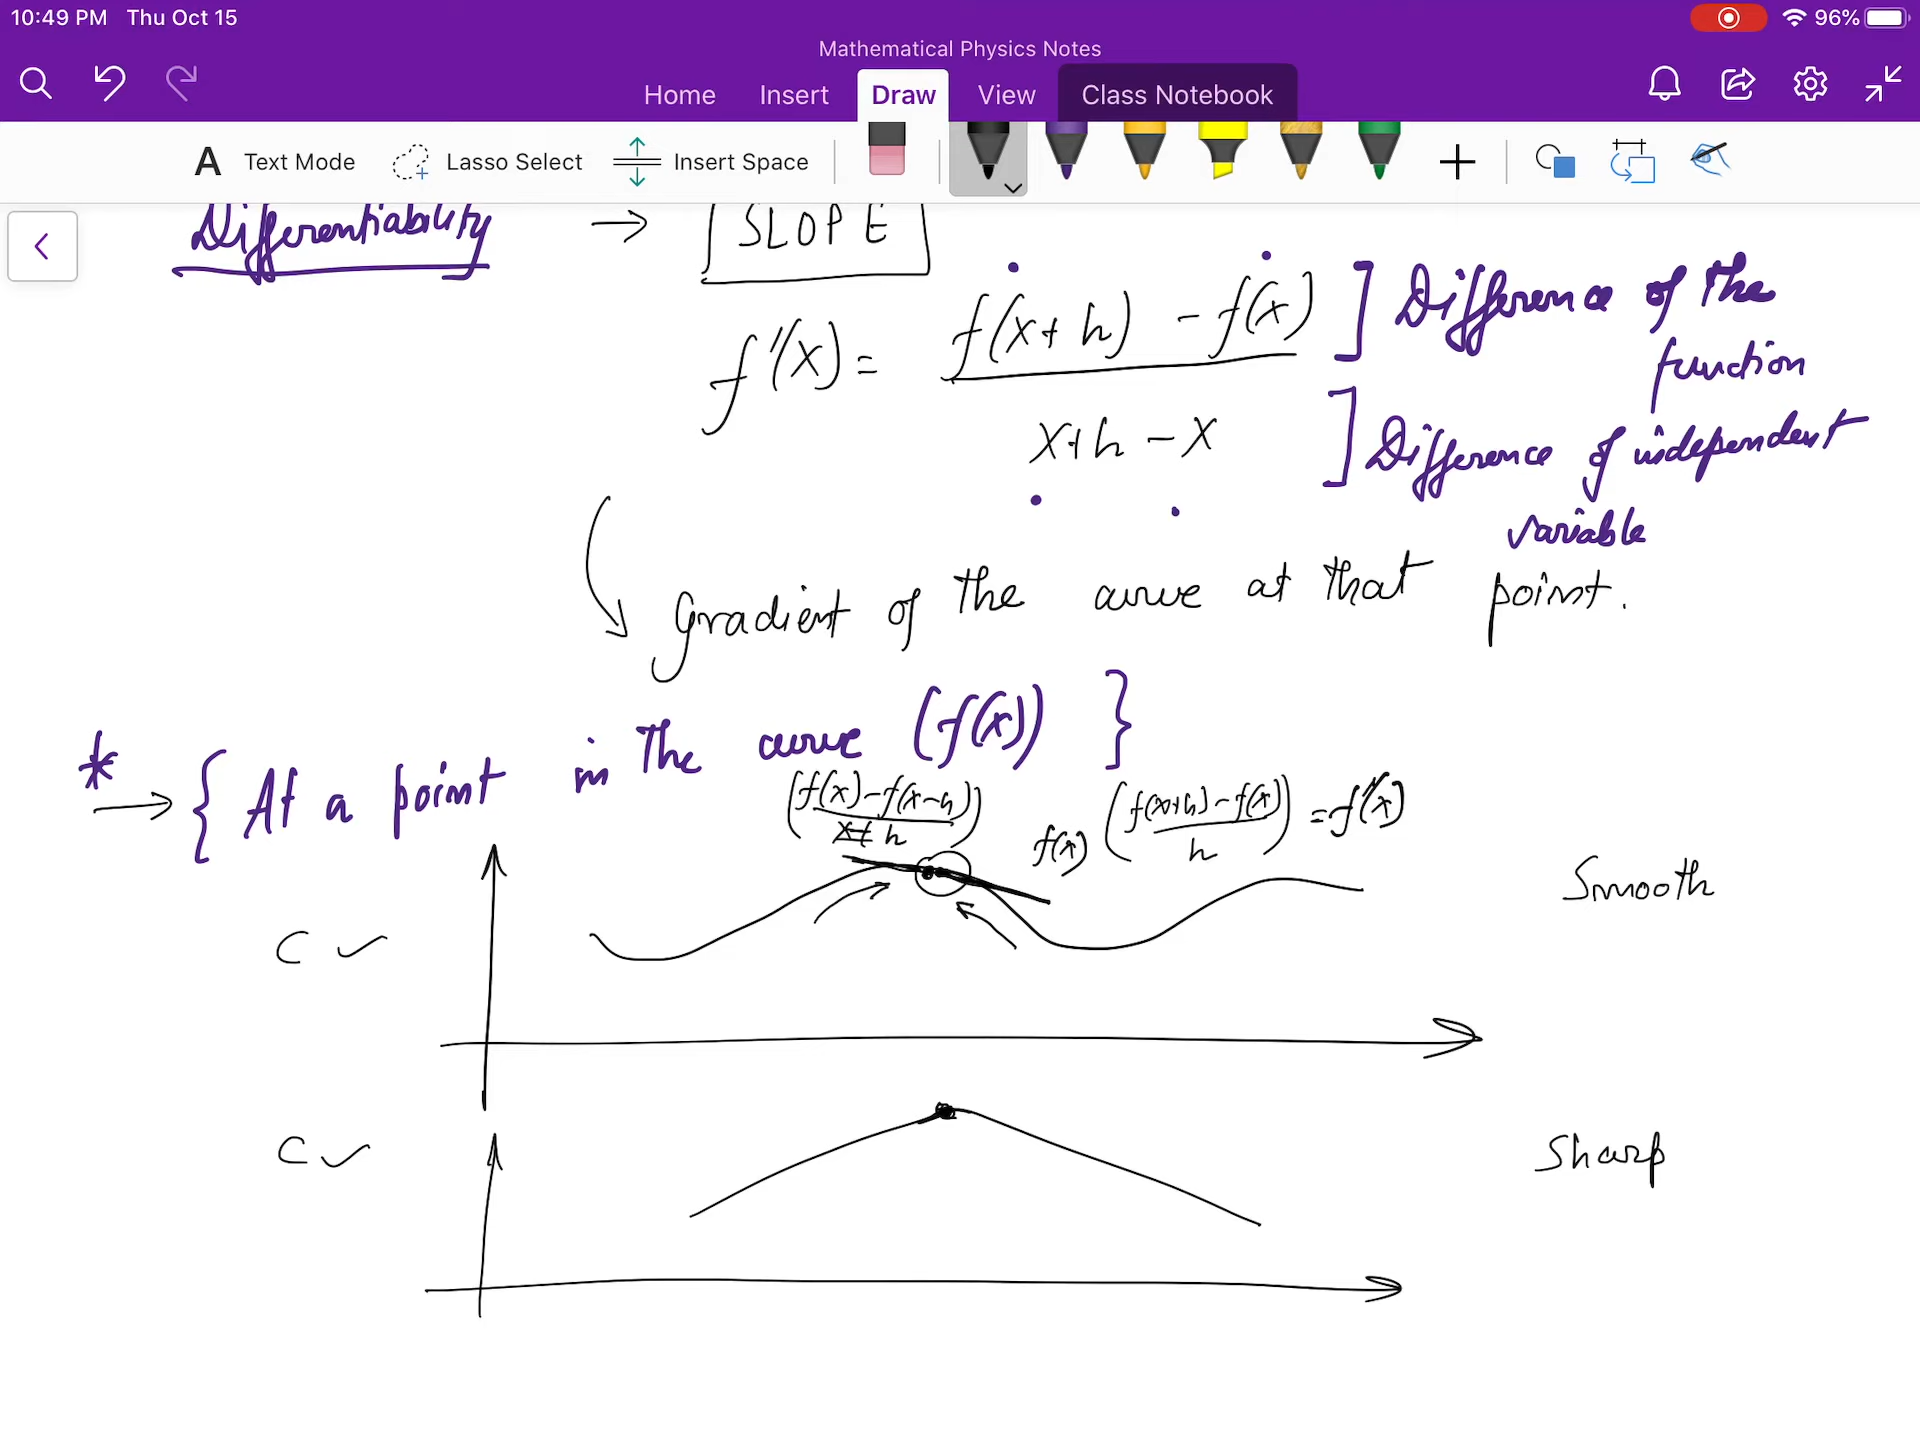 10:49 PM Thu Oct 15
96%
Mathematical Physics Notes
Home Insert Draw View Class Notebook
A Text Mode Lasso Select Insert Space
Differentiability → SLOPE
f'(x) = f(x+h) - f(x) ] Difference of the
function
x+h - x ] Difference of independent
variable
Gradient of the curve at that point.
* → { At a point in the curve (f(x)) }
(f(x)-f(x-h))
h
f(x) (f(x+h)-f(x)) = f'(x)
h
C ✓ Smooth
C ✓ Sharp